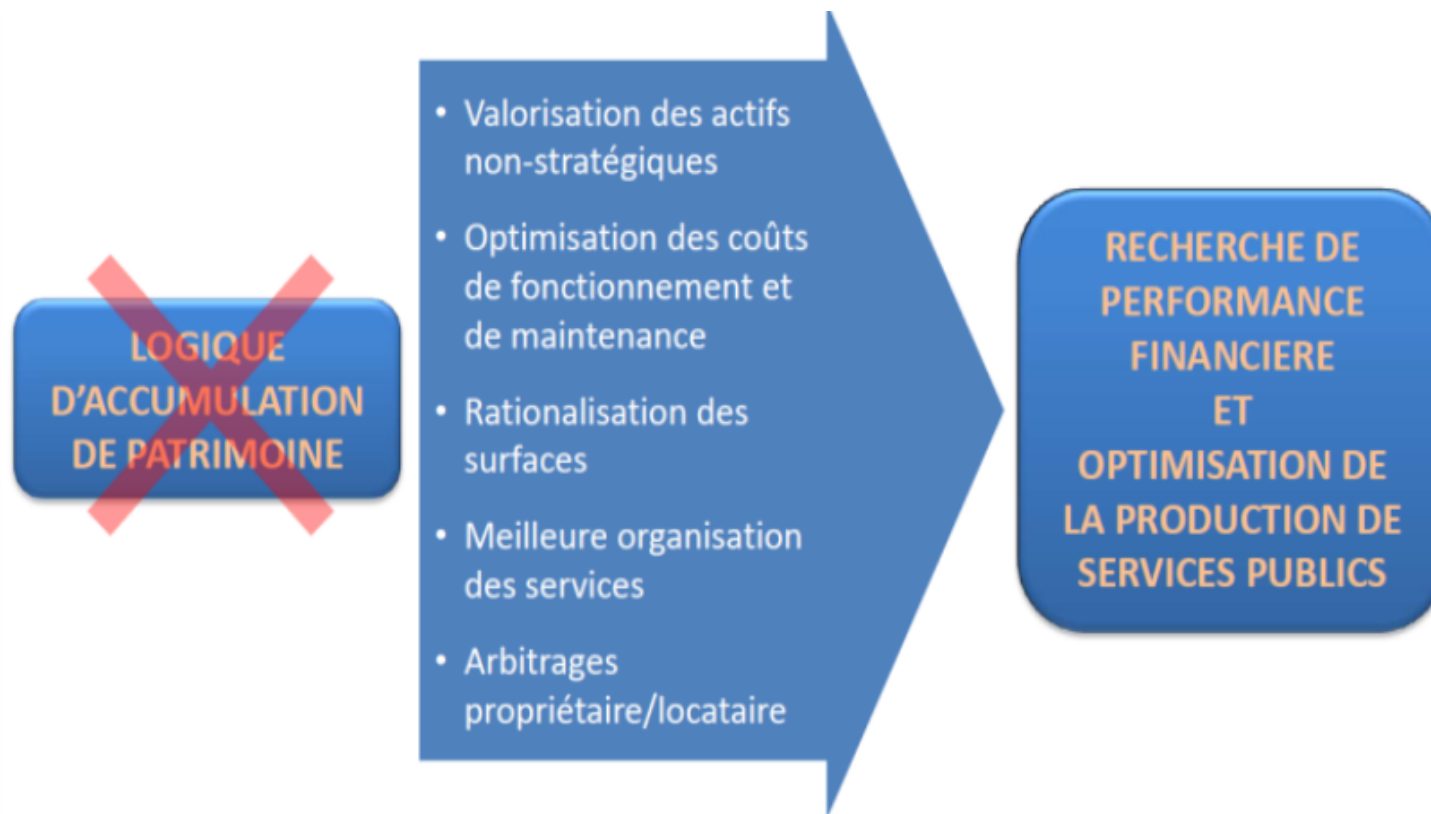 LOGIQUE
D'ACCUMULATION
DE PATRIMOINE
• Valorisation des actifs
non-stratégiques
• Optimisation des coûts
de fonctionnement et
de maintenance
• Rationalisation des
surfaces
• Meilleure organisation
des services
• Arbitrages
propriétaire/locataire
RECHERCHE DE
PERFORMANCE
FINANCIERE
ET
OPTIMISATION DE
LA PRODUCTION DE
SERVICES PUBLICS